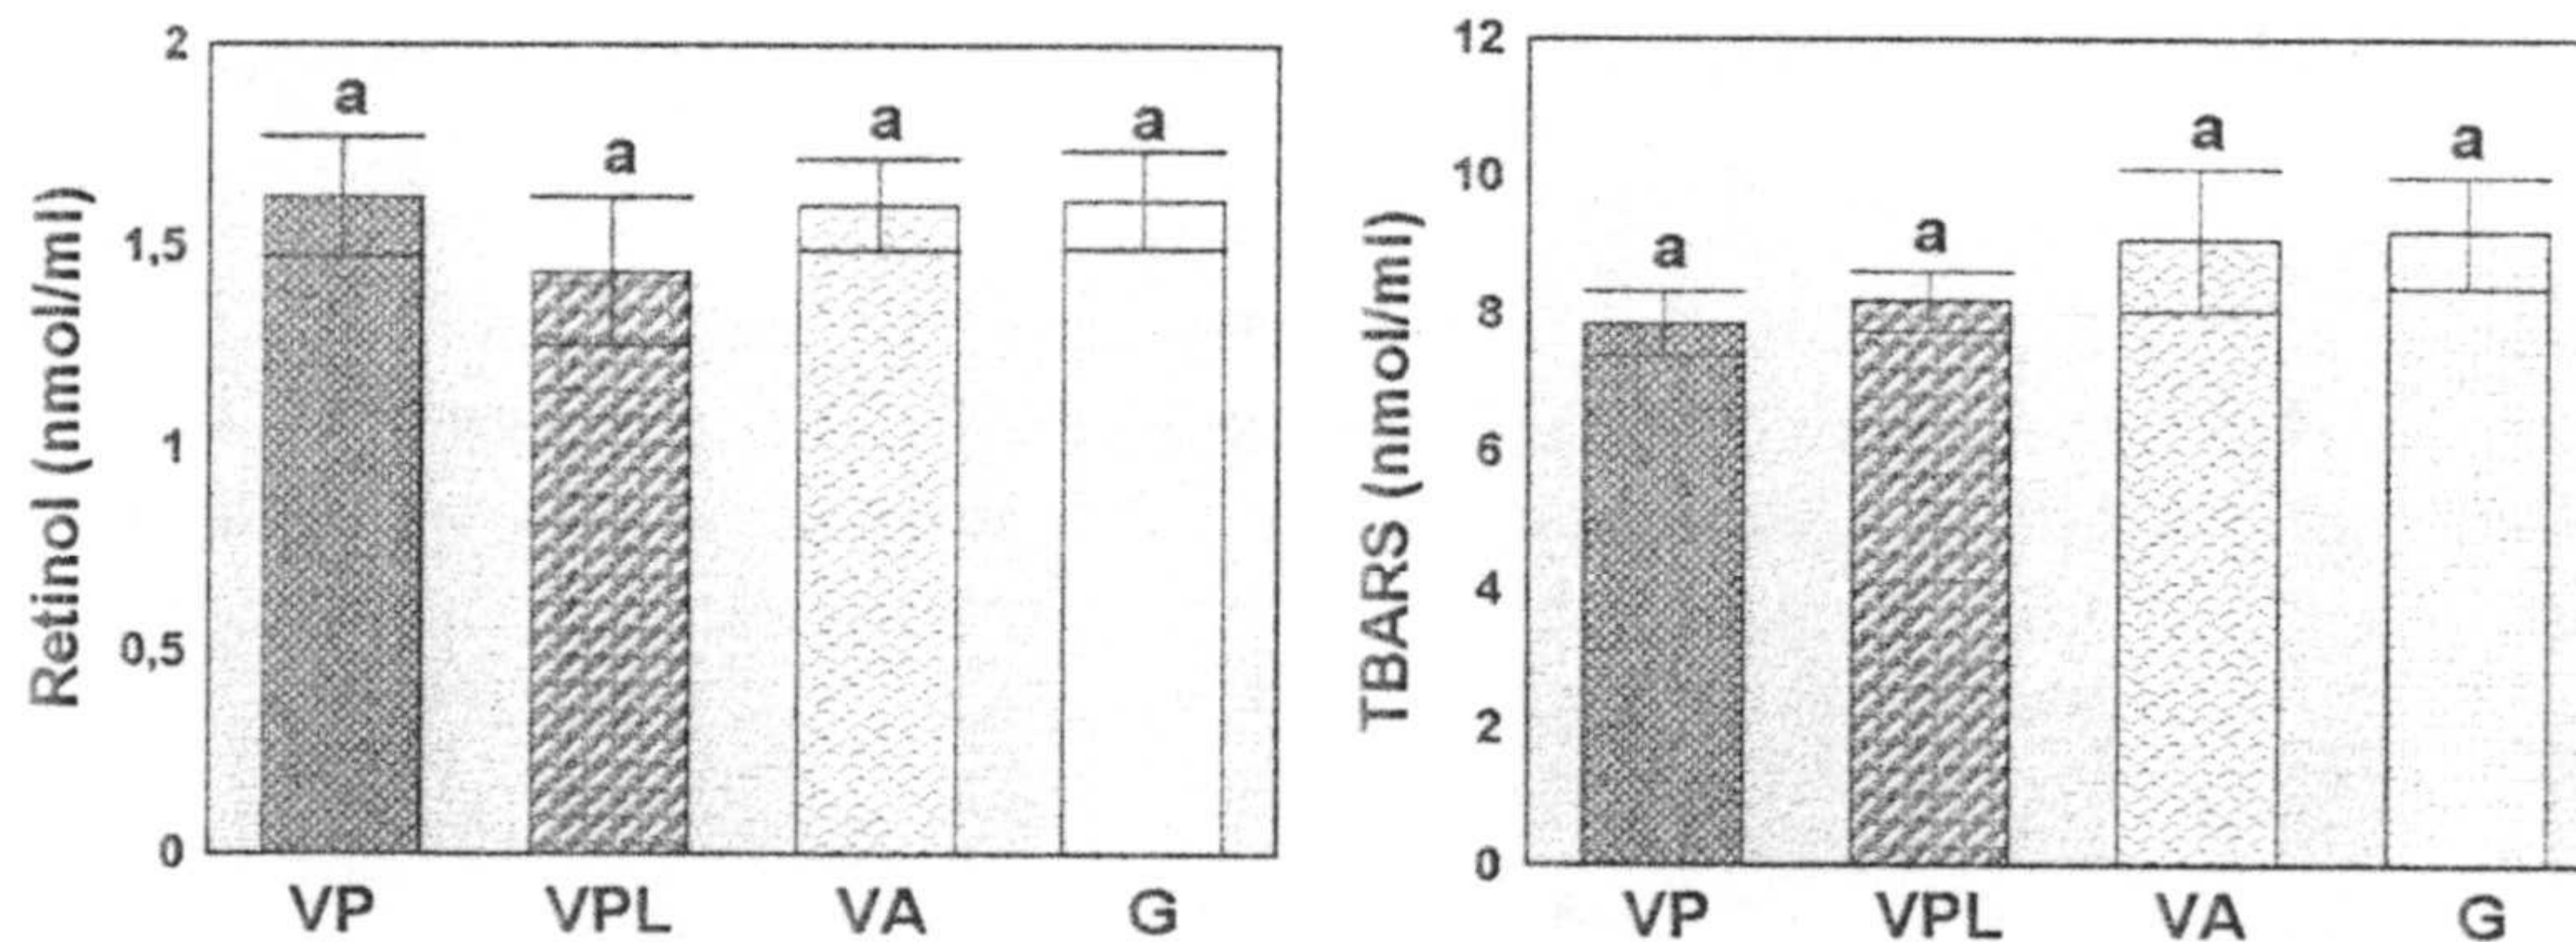 Retinol (nmol/ml)
2
1,5
1
0,5
0
a
a
a
a
VP VPL VA G
TBARS (nmol/ml)
12
10
8
6
4
2
0
a
a
a
a
VP VPL VA G